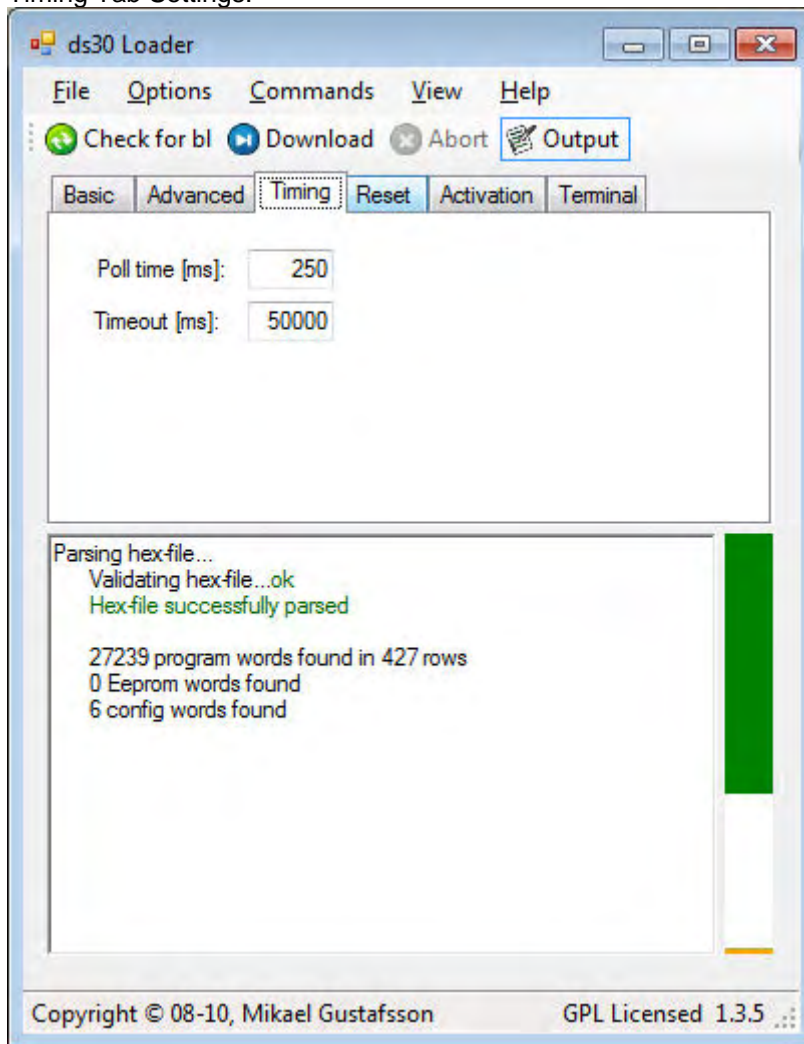 Timing Tab Settings:
ds30 Loader
File Options Commands View Help
Check for bl Download Abort Output
Basic Advanced Timing Reset Activation Terminal
Poll time [ms]: 250
Timeout [ms]: 50000
Parsing hex-file...
Validating hex-file...ok
Hex-file successfully parsed
27239 program words found in 427 rows
0 Eeprom words found
6 config words found
Copyright © 08-10, Mikael Gustafsson GPL Licensed 1.3.5